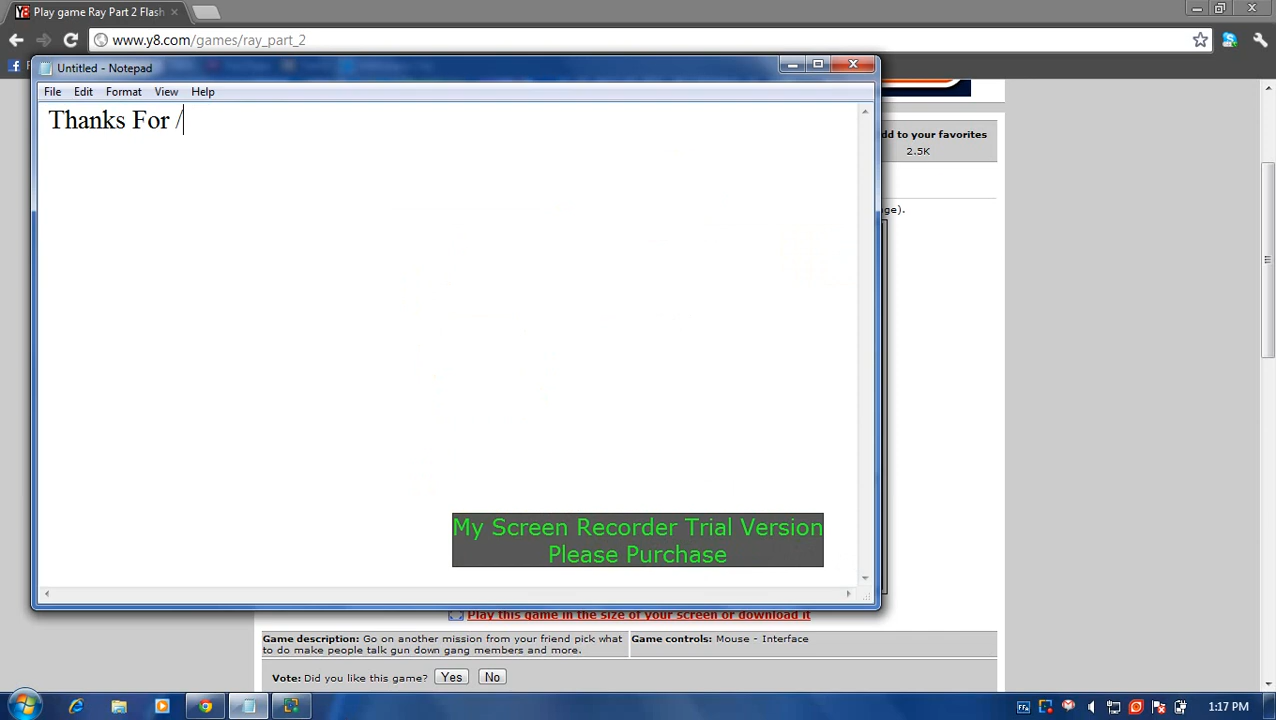 Play game Ray Part 2 Flash
www.y8.com/games/ray_part_2
Untitled - Notepad
File Edit Format View Help
Thanks For /
dd to your favorites
2.5K
ge).
My Screen Recorder Trial Version
Please Purchase
Play this game in the size of your screen or download it
Game description: Go on another mission from your friend pick what
to do make people talk gun down gang members and more.
Game controls: Mouse - Interface
Vote: Did you like this game? Yes No
1:17 PM